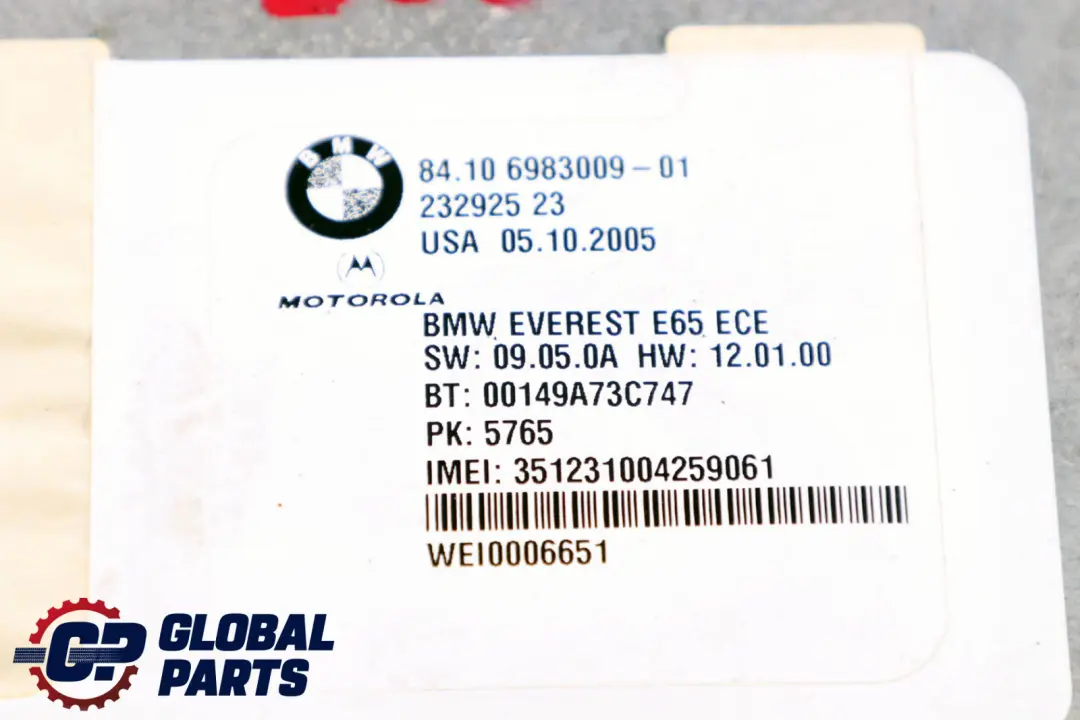 BMW
84.10 6983009-01
232925 23
USA 05.10.2005
MOTOROLA
BMW EVEREST E65 ECE
SW: 09.05.0A HW: 12.01.00
BT: 00149A73C747
PK: 5765
IMEI: 351231004259061
WEI0006651
GP GLOBAL
PARTS